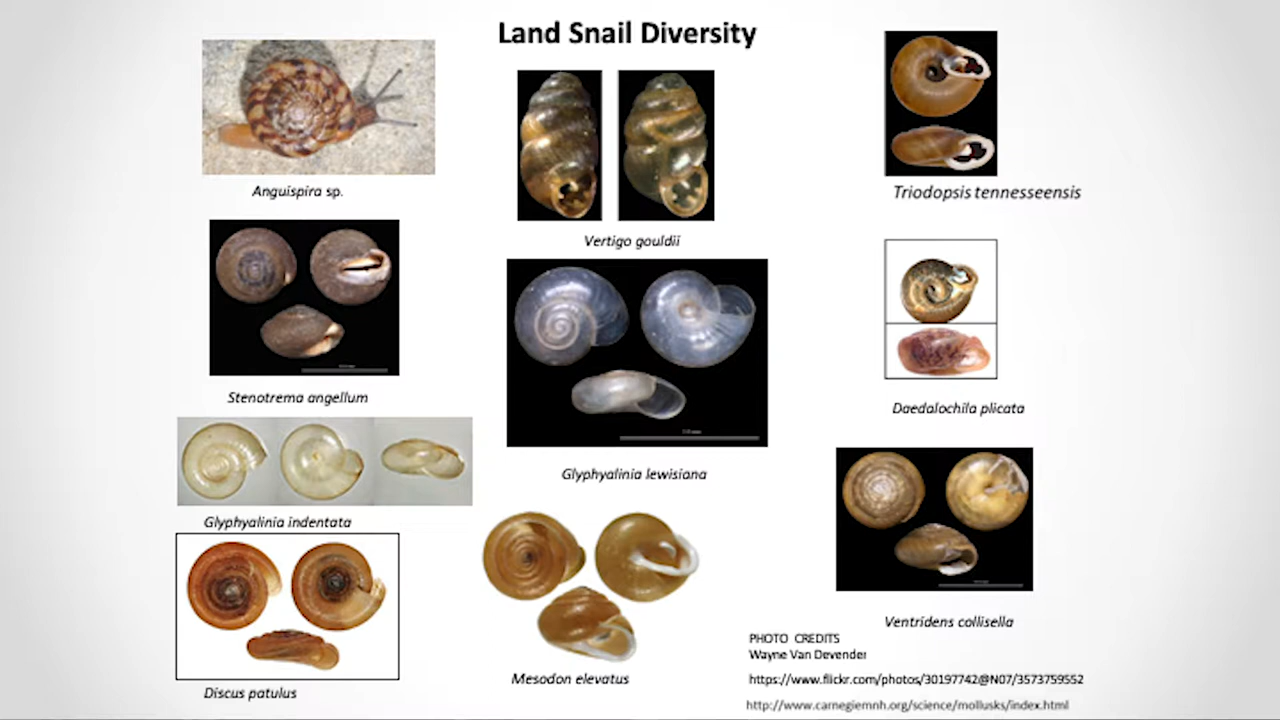 Land Snail Diversity
Anguispira sp.
Vertigo gouldii
Triodopsis tennesseensis
Stenotrema angellum
Daedalochila plicata
Glyphyalinia lewisiana
Glyphyalinia indentata
Ventridens collisella
Mesodon elevatus
Discus patulus
PHOTO CREDITS
Wayne Van Devender
https://www.flickr.com/photos/30197742@N07/3573759552
http://www.carnegiemnh.org/science/mollusks/index.html